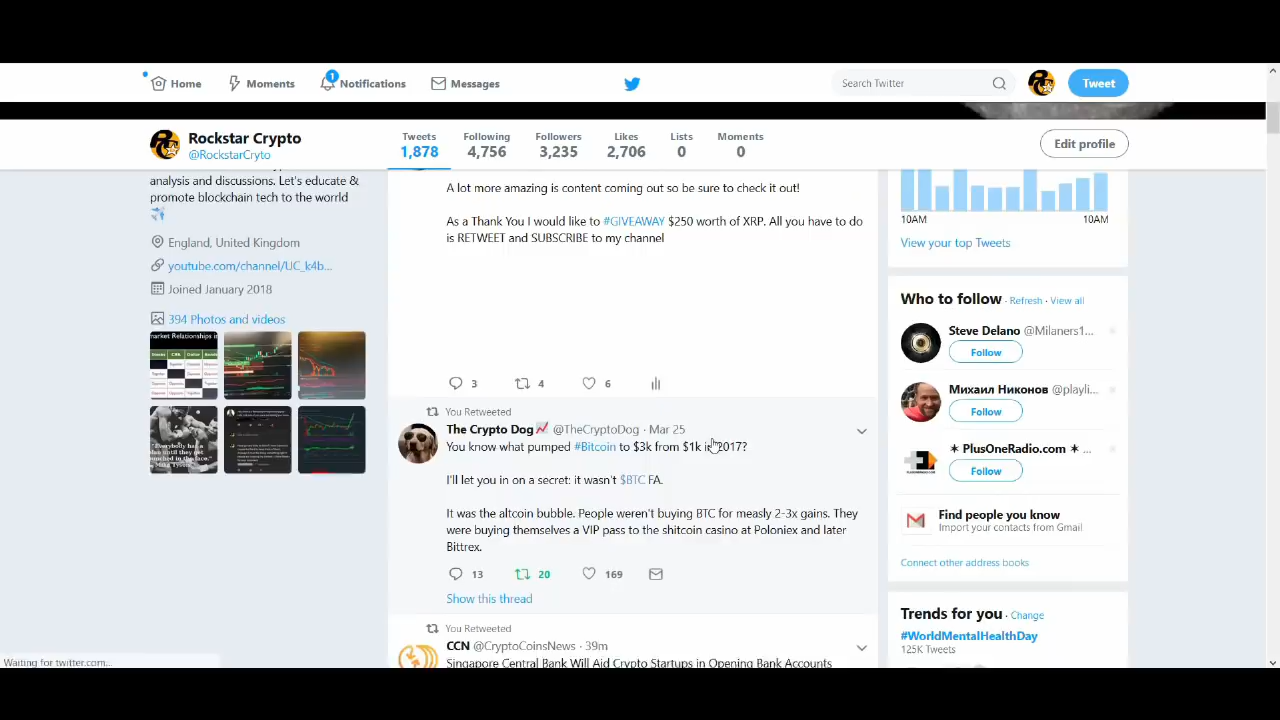 Home
Moments
1
Notifications
Messages
Search Twitter
Tweet
Rockstar Crypto
@RockstarCryto
Tweets
1,878
Following
4,756
Followers
3,235
Likes
2,706
Lists
0
Moments
0
Edit profile
analysis and discussions. Let's educate &
promote blockchain tech to the worrld
England, United Kingdom
youtube.com/channel/UC_k4b...
Joined January 2018
394 Photos and videos
A lot more amazing is content coming out so be sure to check it out!
As a Thank You I would like to #GIVEAWAY $250 worth of XRP. All you have to do
is RETWEET and SUBSCRIBE to my channel
3
4
6
You Retweeted
The Crypto Dog @TheCryptoDog · Mar 25
You know what pumped #Bitcoin to $3k from $1k in 2017?
I'll let you in on a secret: it wasn't $BTC FA.
It was the altcoin bubble. People weren't buying BTC for measly 2-3x gains. They
were buying themselves a VIP pass to the shitcoin casino at Poloniex and later
Bittrex.
13
20
169
Show this thread
You Retweeted
CCN @CryptoCoinsNews · 39m
Singapore Central Bank Will Aid Crypto Startups in Opening Bank Accounts
10AM
10AM
View your top Tweets
Who to follow · Refresh · View all
Steve Delano @Milaners1...
Follow
Михаил Никонов @playli...
Follow
✶ PlusOneRadio.com ✶ ...
Follow
Find people you know
Import your contacts from Gmail
Connect other address books
Trends for you · Change
#WorldMentalHealthDay
125K Tweets
Waiting for twitter.com...